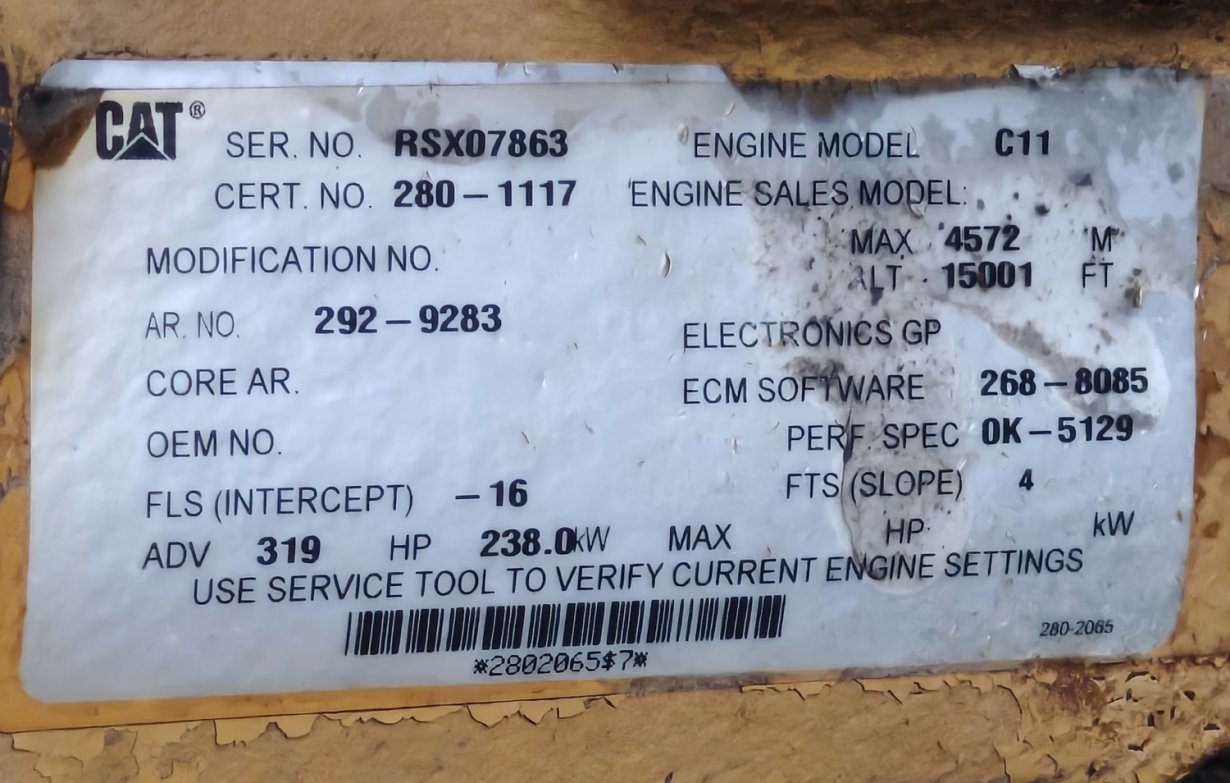 CAT® SER. NO. RSX07863 ENGINE MODEL C11
CERT. NO. 280-1117 ENGINE SALES MODEL:
MAX 4572 M
MODIFICATION NO. ALT 15001 FT
AR. NO. 292-9283 ELECTRONICS GP
CORE AR. ECM SOFTWARE 268-8085
OEM NO. PERF. SPEC 0K-5129
FLS (INTERCEPT) -16 FTS (SLOPE) 4
ADV 319 HP 238.0kW MAX HP kW
USE SERVICE TOOL TO VERIFY CURRENT ENGINE SETTINGS
*2802065$7* 280-2065